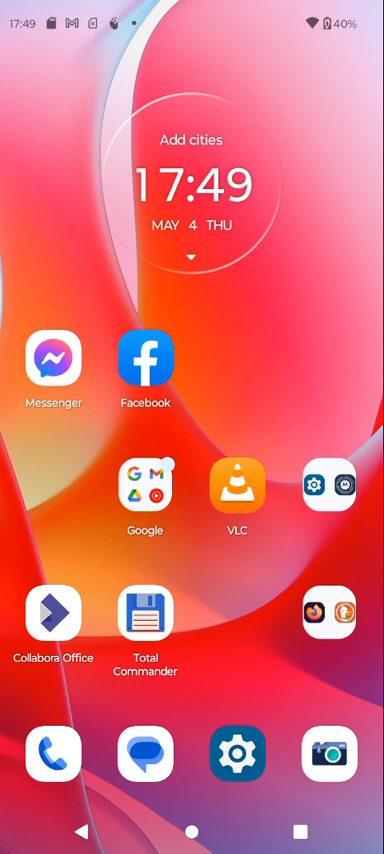 17:49
40%
Add cities
17:49
MAY 4 THU
Messenger
Facebook
Google
VLC
Collabora Office
Total
Commander